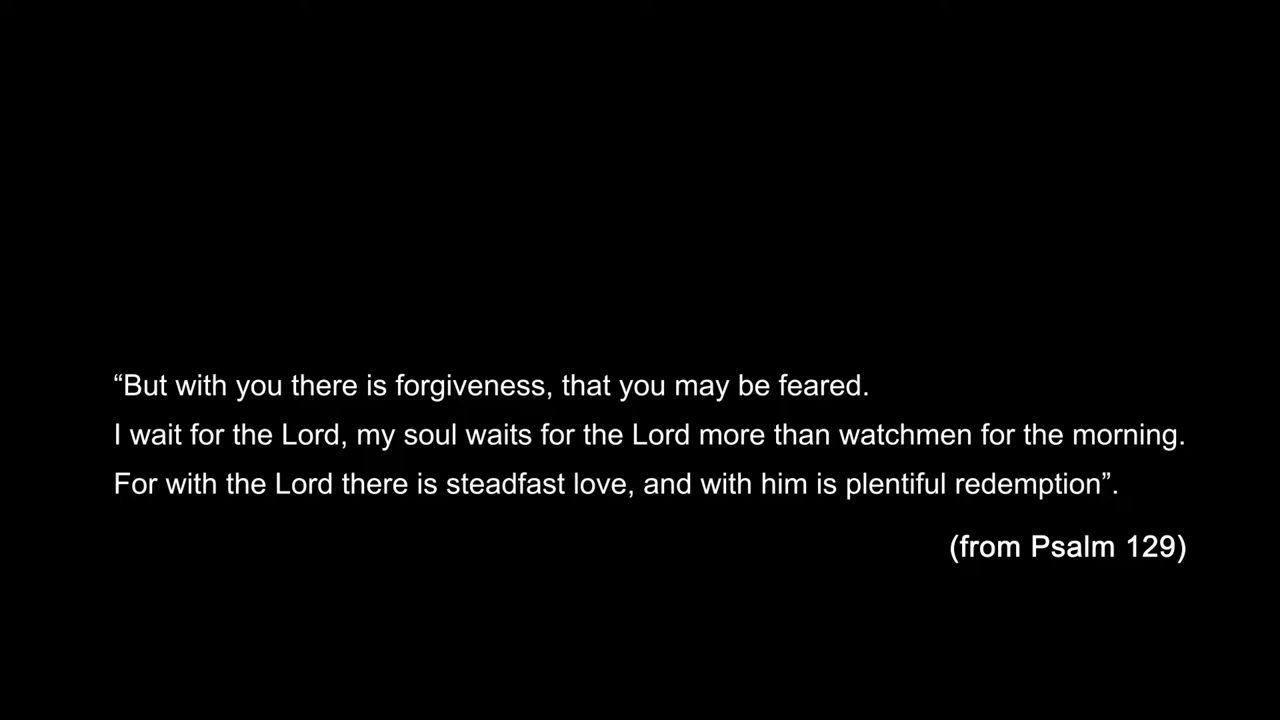 “But with you there is forgiveness, that you may be feared.
I wait for the Lord, my soul waits for the Lord more than watchmen for the morning.
For with the Lord there is steadfast love, and with him is plentiful redemption”.
(from Psalm 129)